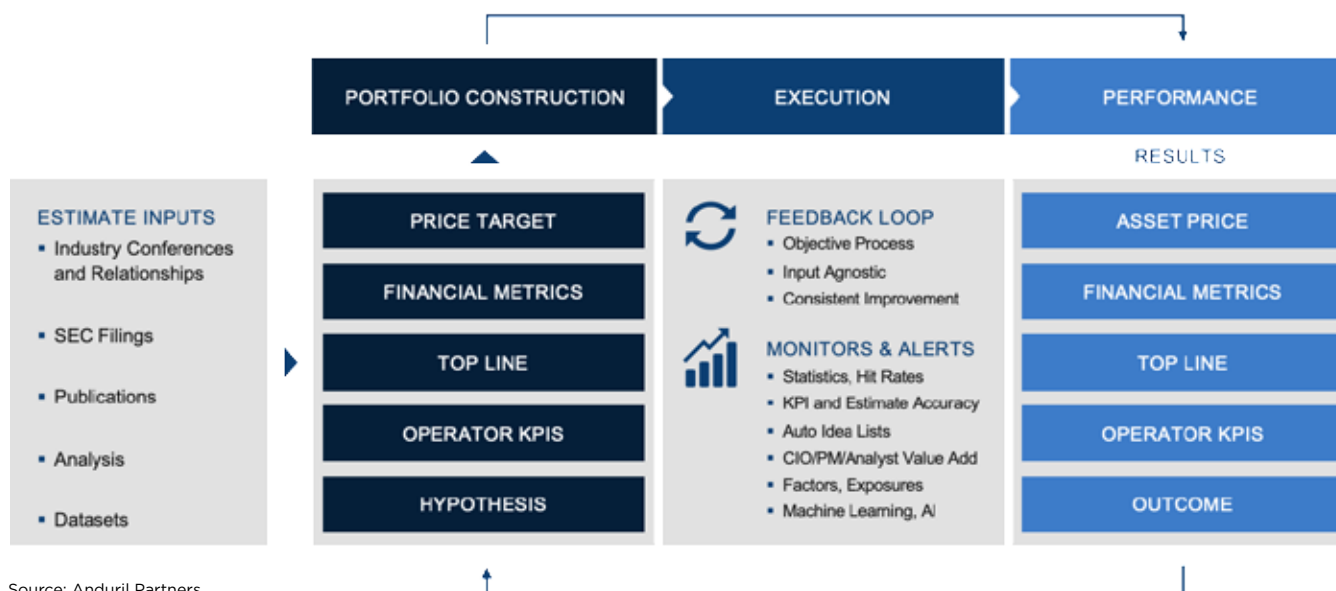 PORTFOLIO CONSTRUCTION
EXECUTION
PERFORMANCE
RESULTS
ESTIMATE INPUTS
▪ Industry Conferences
and Relationships
▪ SEC Filings
▪ Publications
▪ Analysis
▪ Datasets
PRICE TARGET
FINANCIAL METRICS
TOP LINE
OPERATOR KPIS
HYPOTHESIS
FEEDBACK LOOP
▪ Objective Process
▪ Input Agnostic
▪ Consistent Improvement
MONITORS & ALERTS
▪ Statistics, Hit Rates
▪ KPI and Estimate Accuracy
▪ Auto Idea Lists
▪ CIO/PM/Analyst Value Add
▪ Factors, Exposures
▪ Machine Learning, AI
ASSET PRICE
FINANCIAL METRICS
TOP LINE
OPERATOR KPIS
OUTCOME
Source: Anduril Partners